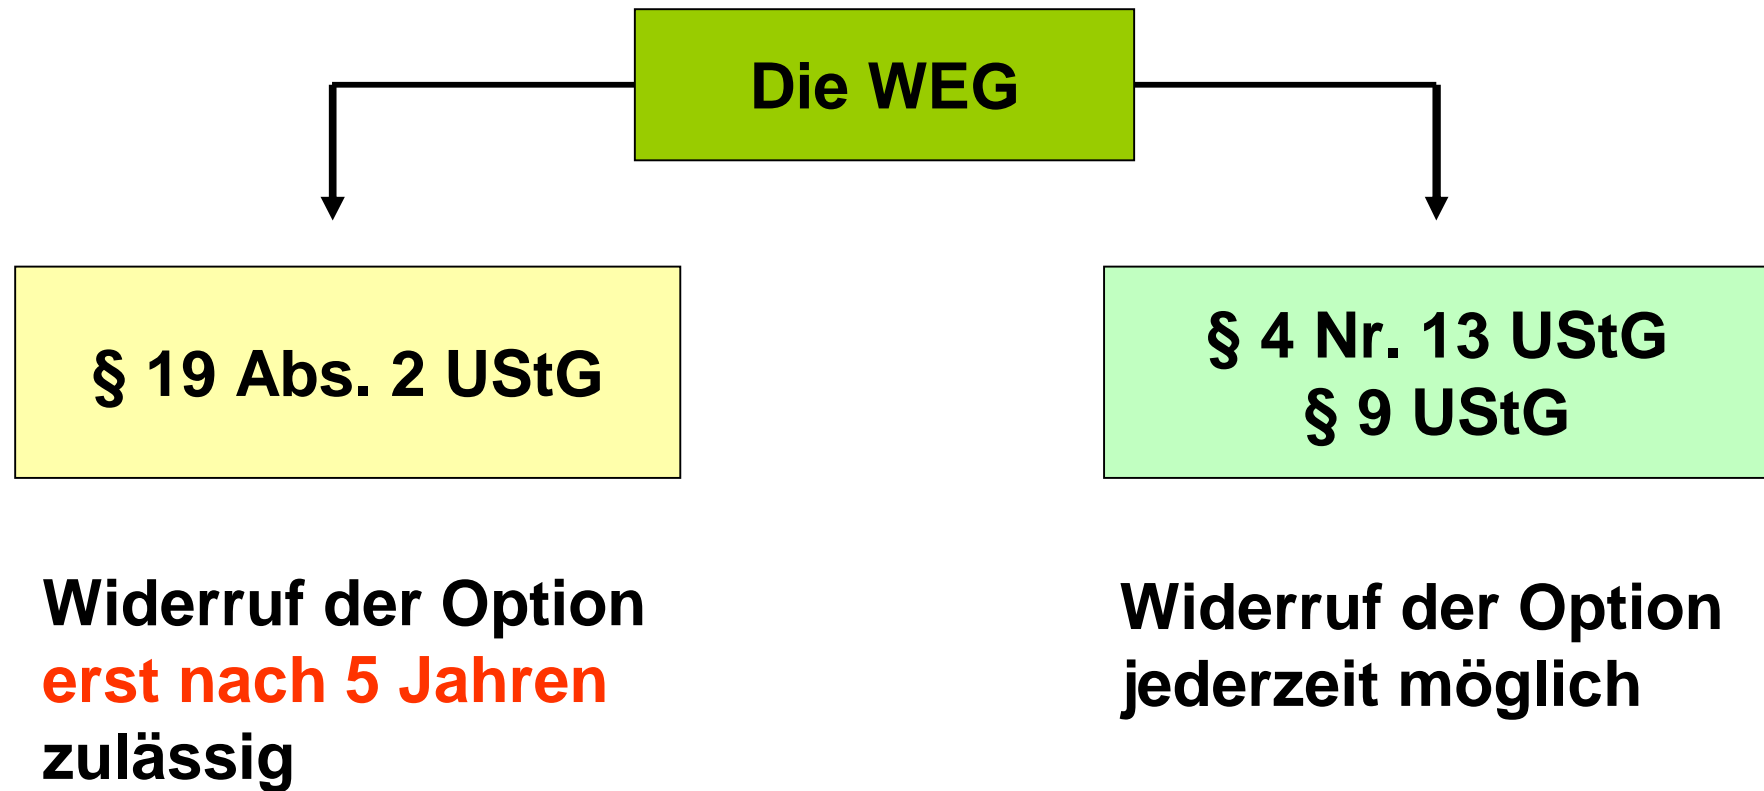 Die WEG
§ 19 Abs. 2 UStG
§ 4 Nr. 13 UStG
§ 9 UStG
Widerruf der Option
erst nach 5 Jahren
zulässig
Widerruf der Option
jederzeit möglich